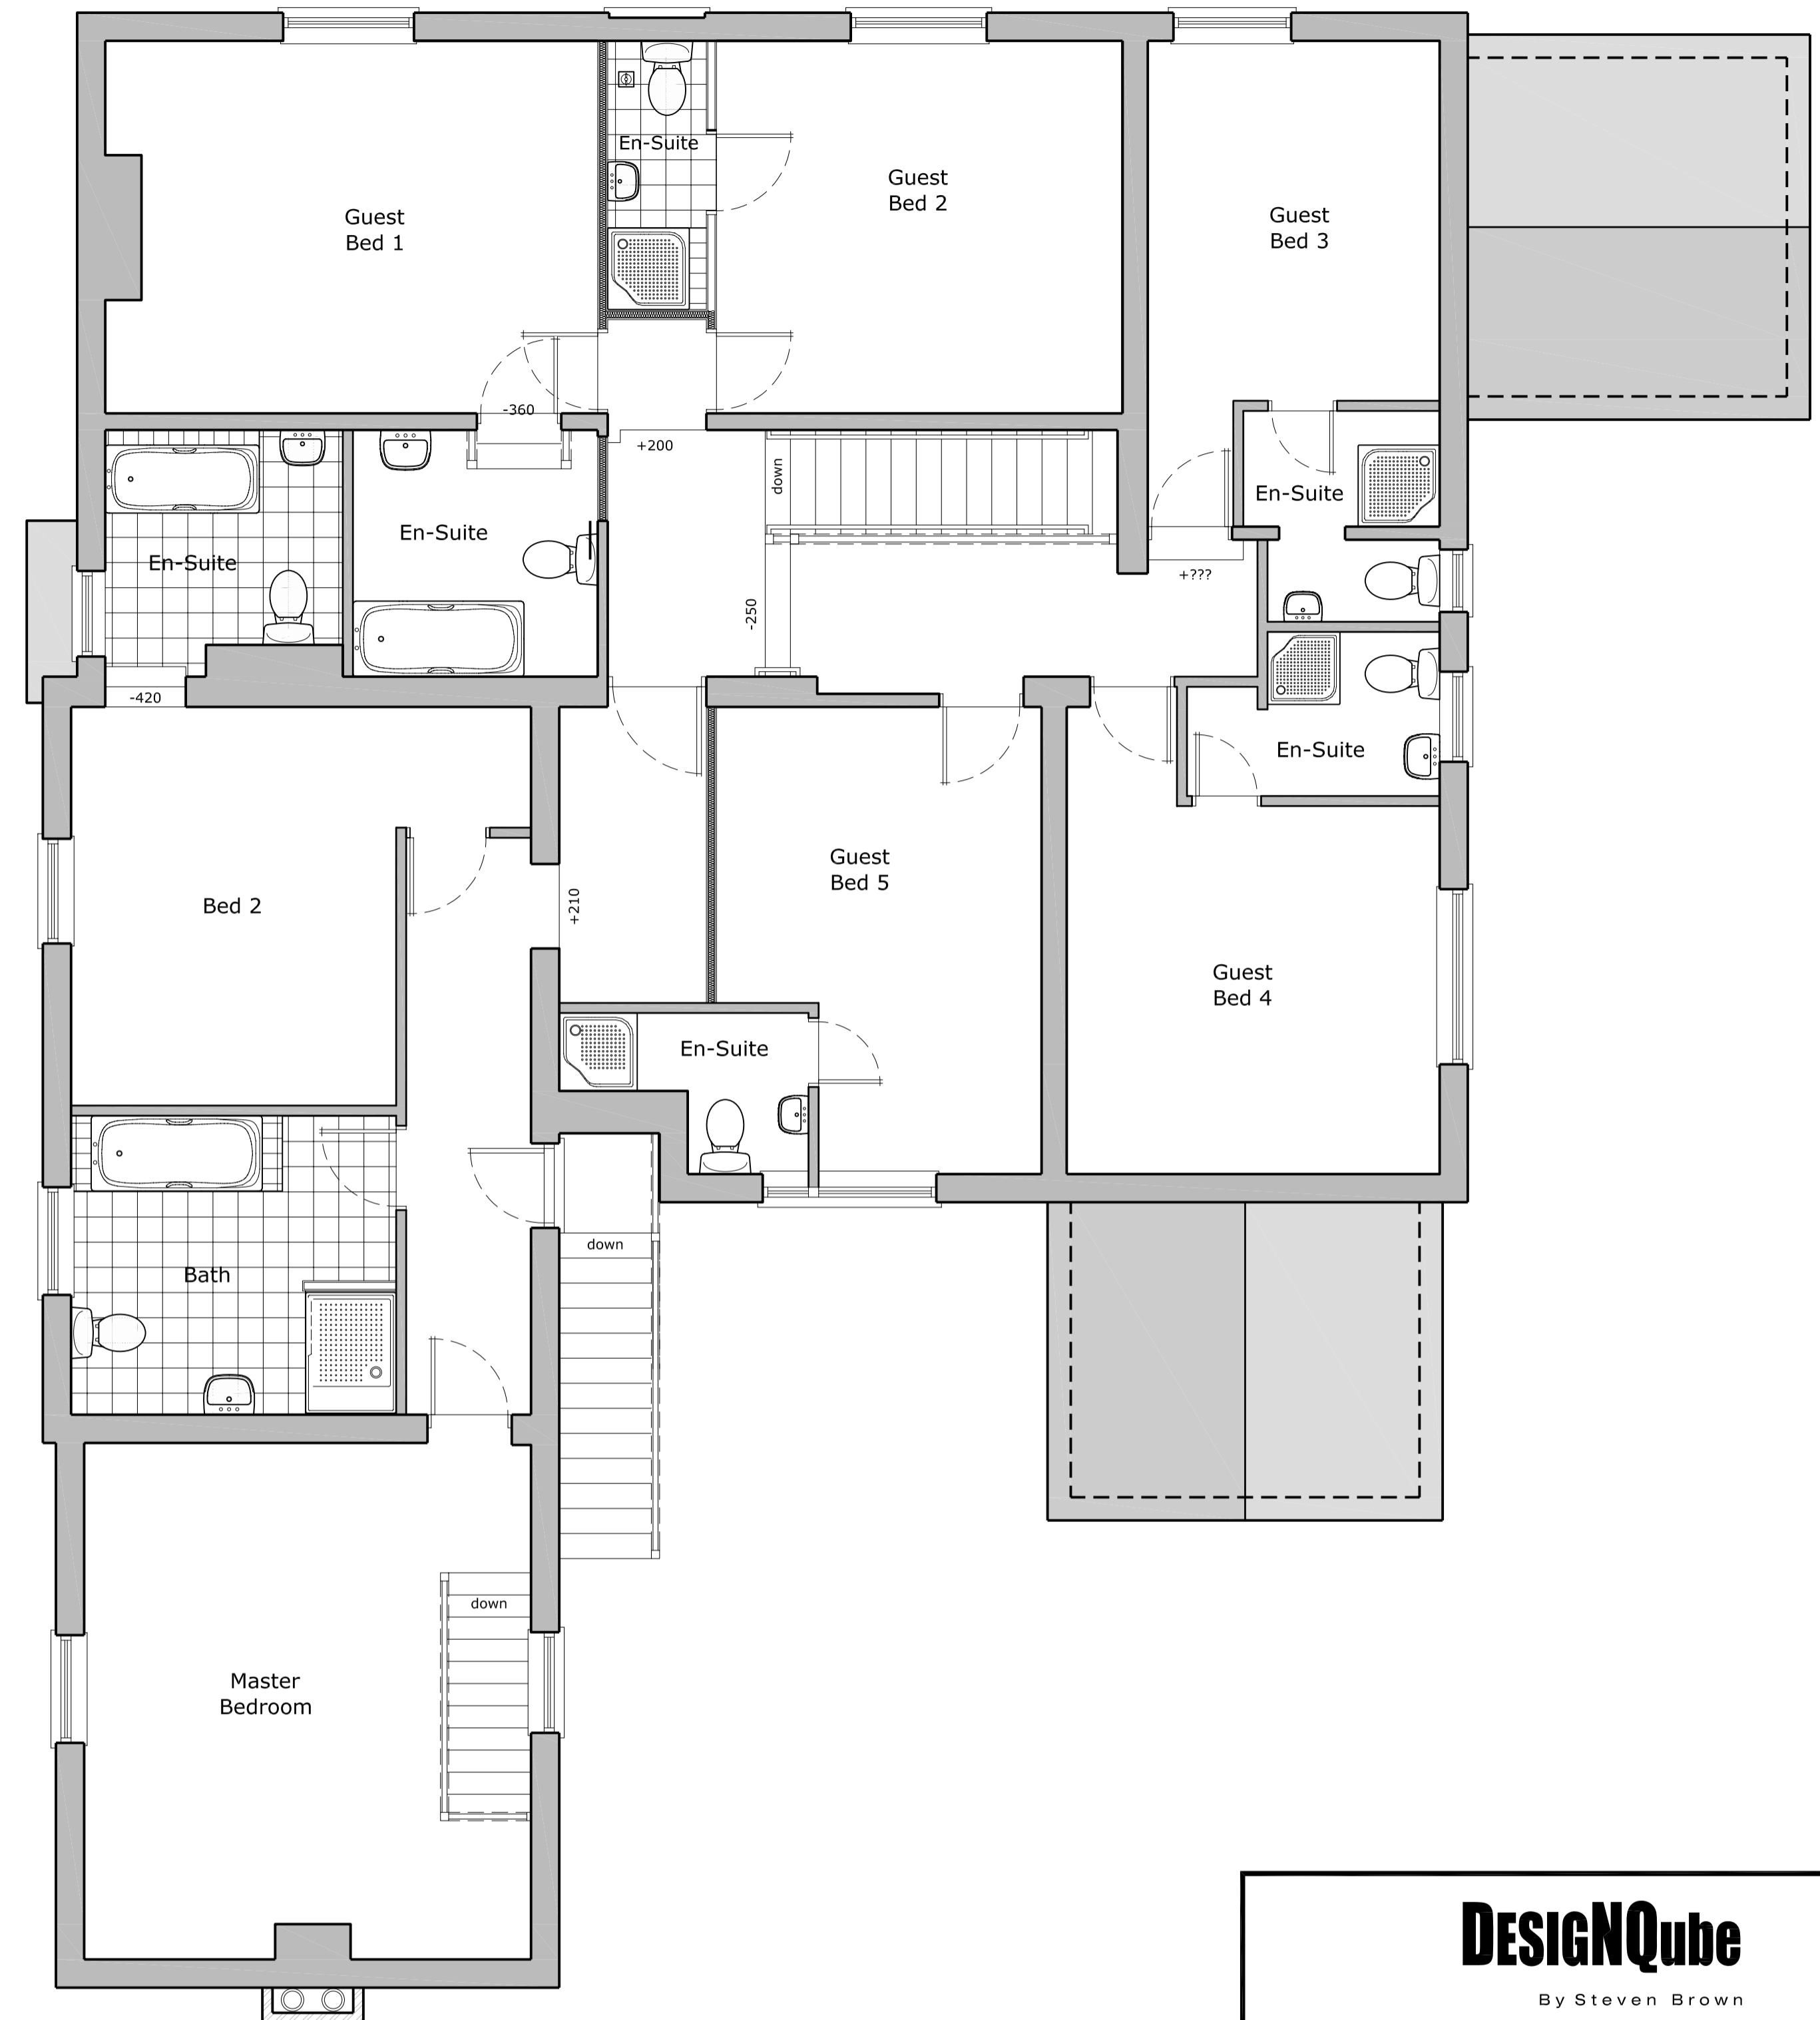 En-Suite
Guest
Bed 1
Guest
Bed 2
Guest
Bed 3
-360
+200
down
En-Suite
En-Suite
En-Suite
+???
-250
-420
En-Suite
Bed 2
+210
Guest
Bed 5
Guest
Bed 4
En-Suite
down
Bath
down
Master
Bedroom
DESIGNQube
By Steven Brown